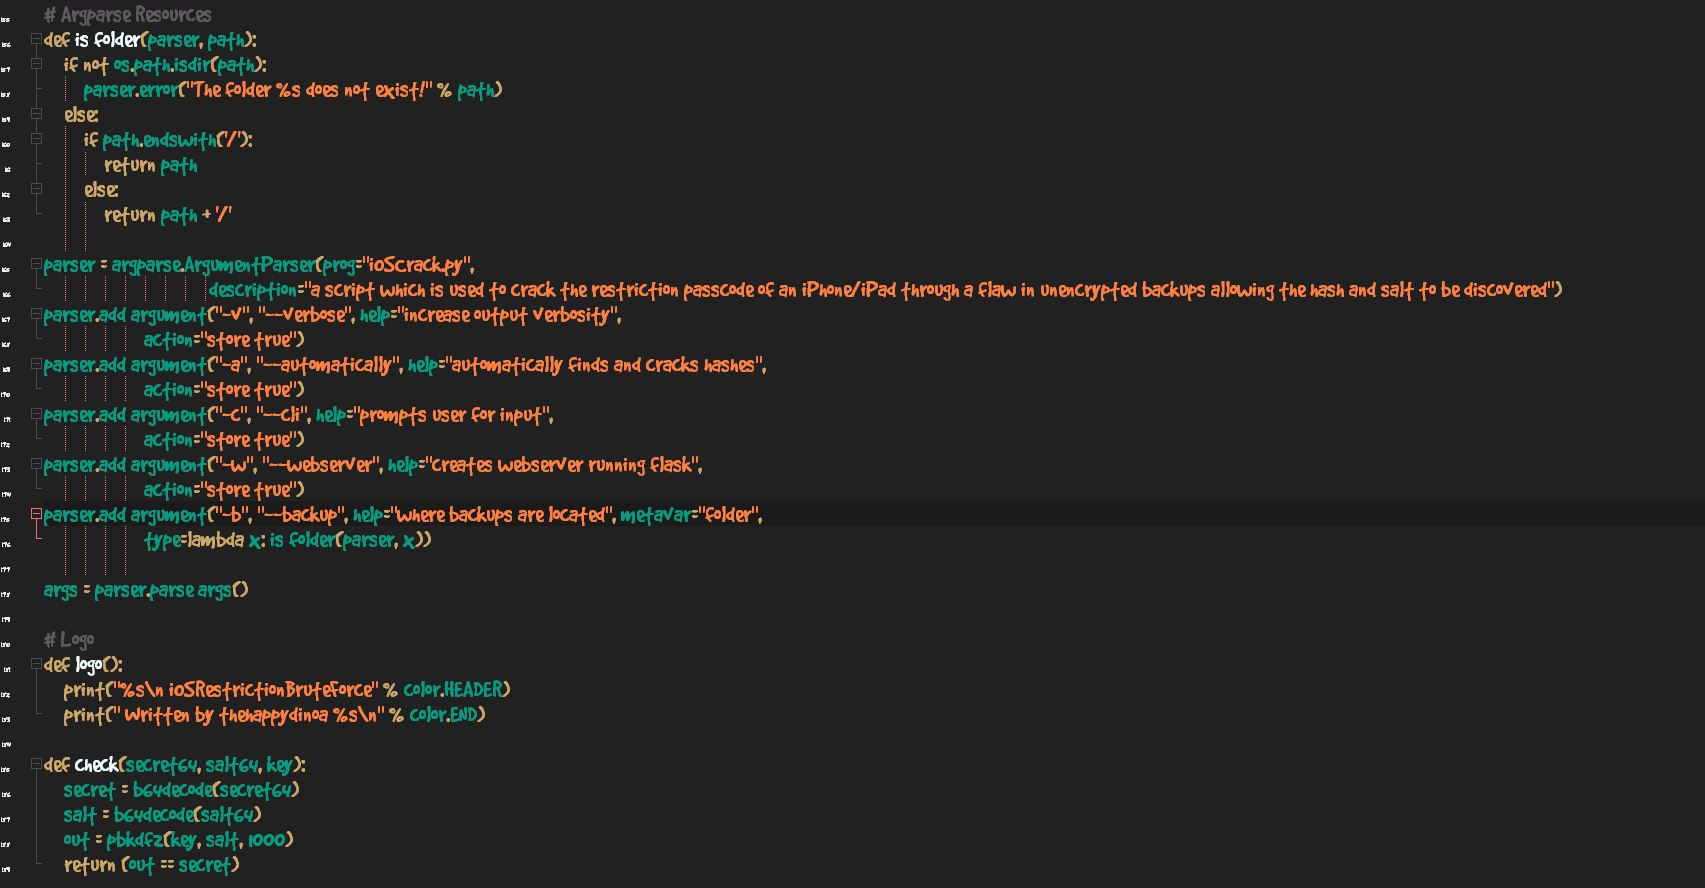 # Argparse Resources
def is folder(parser, path):
if not os.path.isdir(path):
parser.error("The folder %s does not exist!" % path)
else:
if path.endswith('/'):
return path
else:
return path + '/'
parser = argparse.ArgumentParser(prog="ioScrack.py",
description="a script which is used to crack the restriction passcode of an iPhone/iPad through a flaw in unencrypted backups allowing the hash and salt to be discovered")
parser.add argument("-v", "--verbose", help="increase output verbosity",
action="store true")
parser.add argument("-a", "--automatically", help="automatically finds and cracks hashes",
action="store true")
parser.add argument("-c", "--cli", help="prompts user for input",
action="store true")
parser.add argument("-w", "--webserver", help="creates webserver running flask",
action="store true")
parser.add argument("-b", "--backup", help="where backups are located", metavar="folder",
type=lambda x: is folder(parser, x))
args = parser.parse args()
# Logo
def logo():
print("%s\n ioSRestrictionBruteForce" % color.HEADER)
print(" Written by thehappydinoa %s\n" % color.END)
def check(secret64, salt64, key):
secret = b64decode(secret64)
salt = b64decode(salt64)
out = pbkdf2(key, salt, 1000)
return (out == secret)